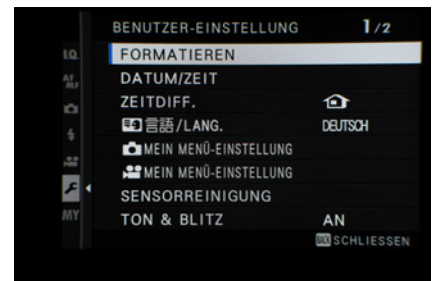 BENUTZER-EINSTELLUNG 1/2
I.Q. FORMATIEREN
AF MF DATUM/ZEIT
ZEITDIFF.
言語/LANG. DEUTSCH
MEIN MENÜ-EINSTELLUNG
MEIN MENÜ-EINSTELLUNG
SENSORREINIGUNG
MY TON & BLITZ AN
BACK SCHLIESSEN